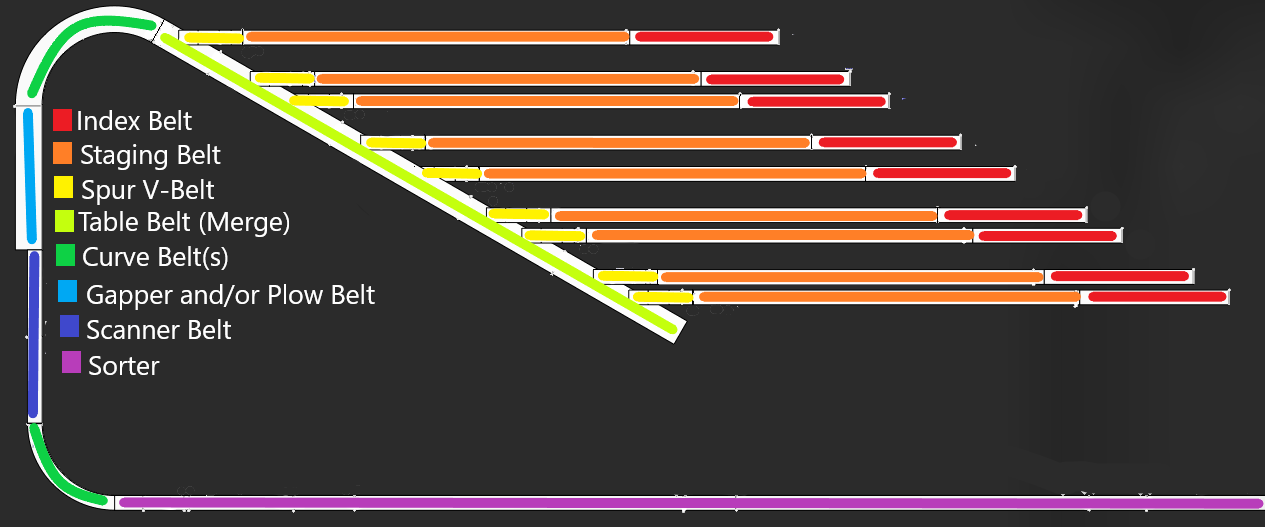 Index Belt
Staging Belt
Spur V-Belt
Table Belt (Merge)
Curve Belt(s)
Gapper and/or Plow Belt
Scanner Belt
Sorter